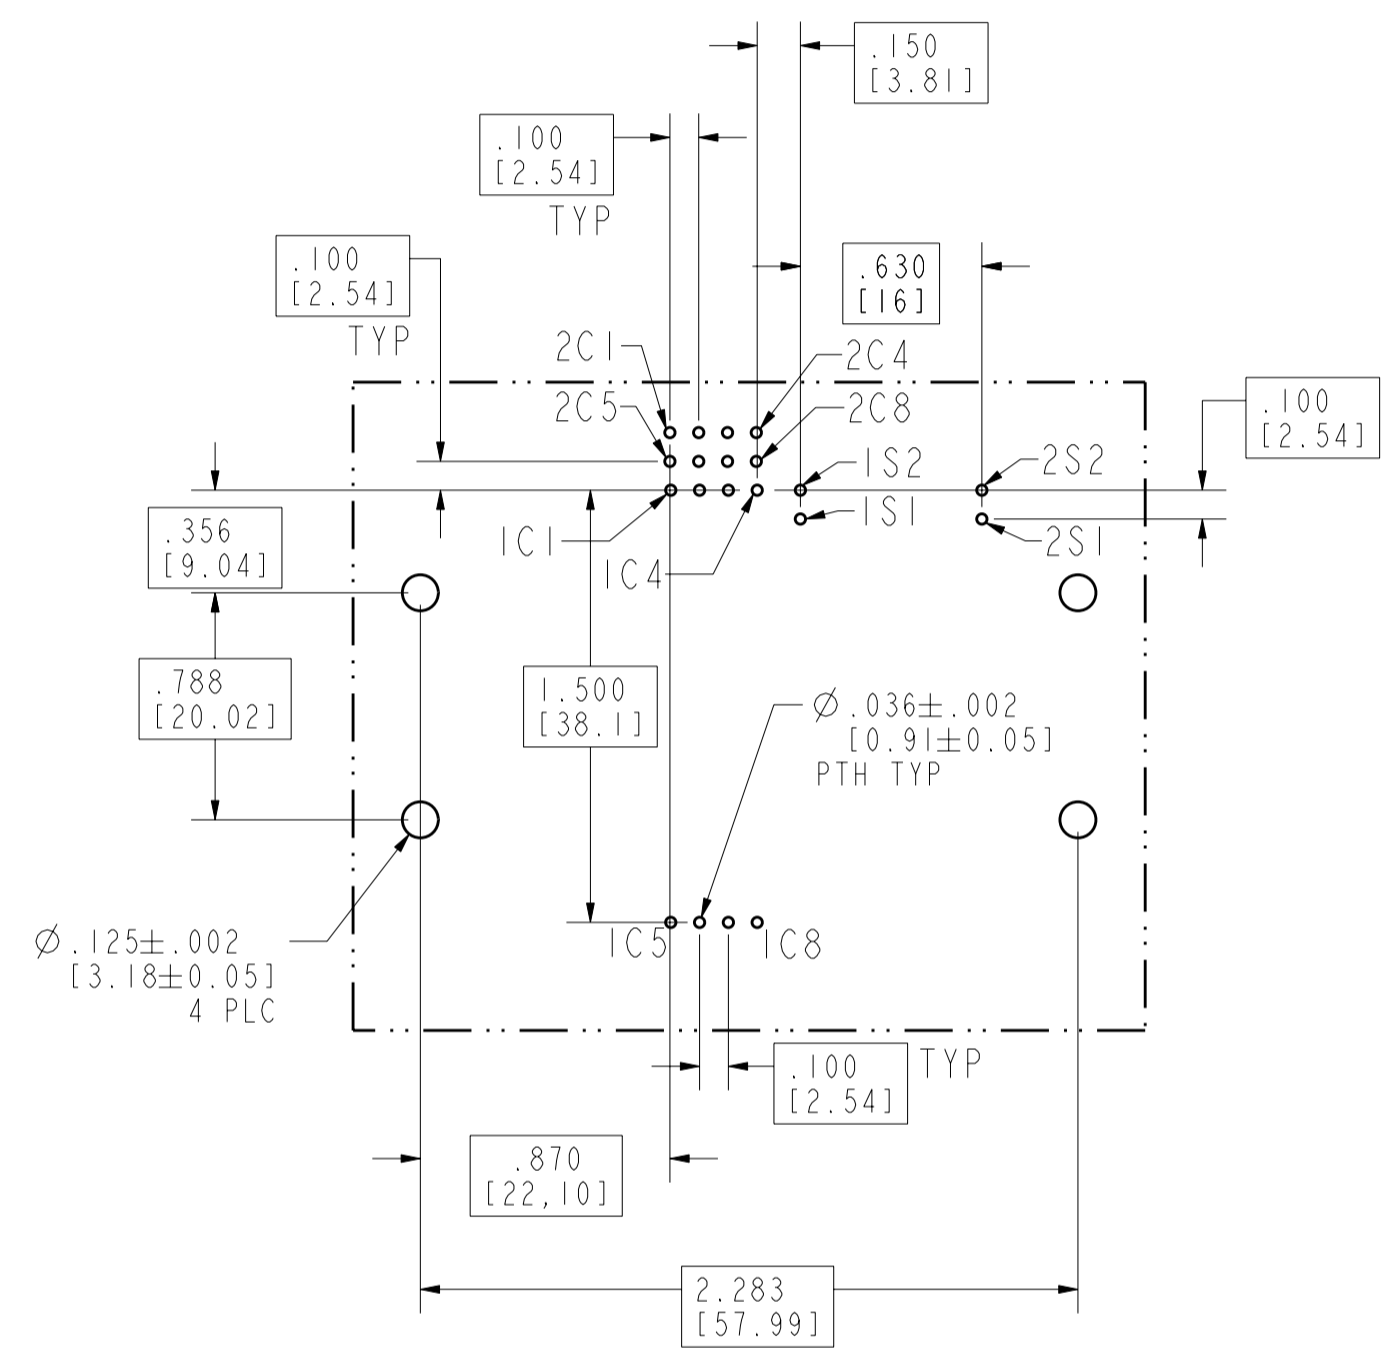 .150
[3.81]
.100
[2.54]
TYP
.100
[2.54]
TYP
.630
[16]
2C1
2C4
2C5
2C8
.100
[2.54]
1S2
2S2
1S1
2S1
1C1
1C4
.356
[9.04]
.788
[20.02]
1.500
[38.1]
Ø.036±.002
[0.91±0.05]
PTH TYP
Ø.125±.002
[3.18±0.05]
4 PLC
1C5
1C8
.100
[2.54]
TYP
.870
[22,10]
2.283
[57.99]